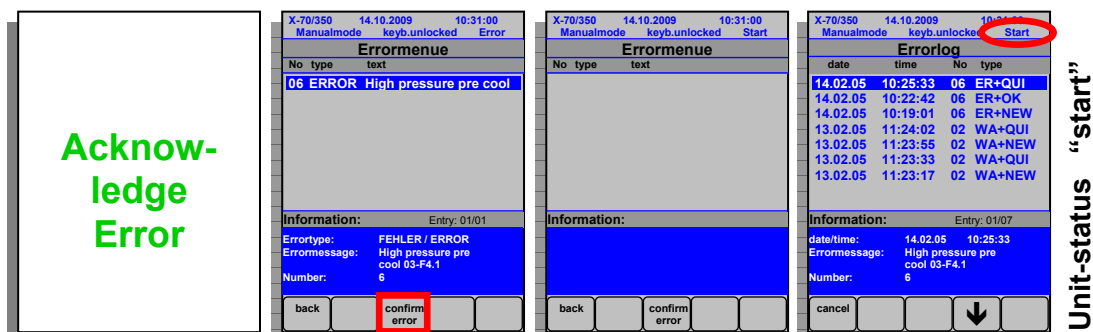 Acknow-
ledge
Error
X-70/350 14.10.2009 10:31:00
Manualmode keyb.unlocked Error
Errormenue
No type text
06 ERROR High pressure pre cool
Information: Entry: 01/01
Errortype: FEHLER / ERROR
Errormessage: High pressure pre
cool 03-F4.1
Number: 6
back confirm
error
X-70/350 14.10.2009 10:31:00
Manualmode keyb.unlocked Start
Errormenue
No type text
Information:
back confirm
error
X-70/350 14.10.2009 10:31:00
Manualmode keyb.unlocked Start
Errorlog
date time No type
14.02.05 10:25:33 06 ER+QUI
14.02.05 10:22:42 06 ER+OK
14.02.05 10:19:01 06 ER+NEW
13.02.05 11:24:02 02 WA+QUI
13.02.05 11:23:55 02 WA+NEW
13.02.05 11:23:33 02 WA+QUI
13.02.05 11:23:17 02 WA+NEW
Information: Entry: 01/07
date/time: 14.02.05 10:25:33
Errormessage: High pressure pre
cool 03-F4.1
Number: 6
cancel
Unit-status “start”